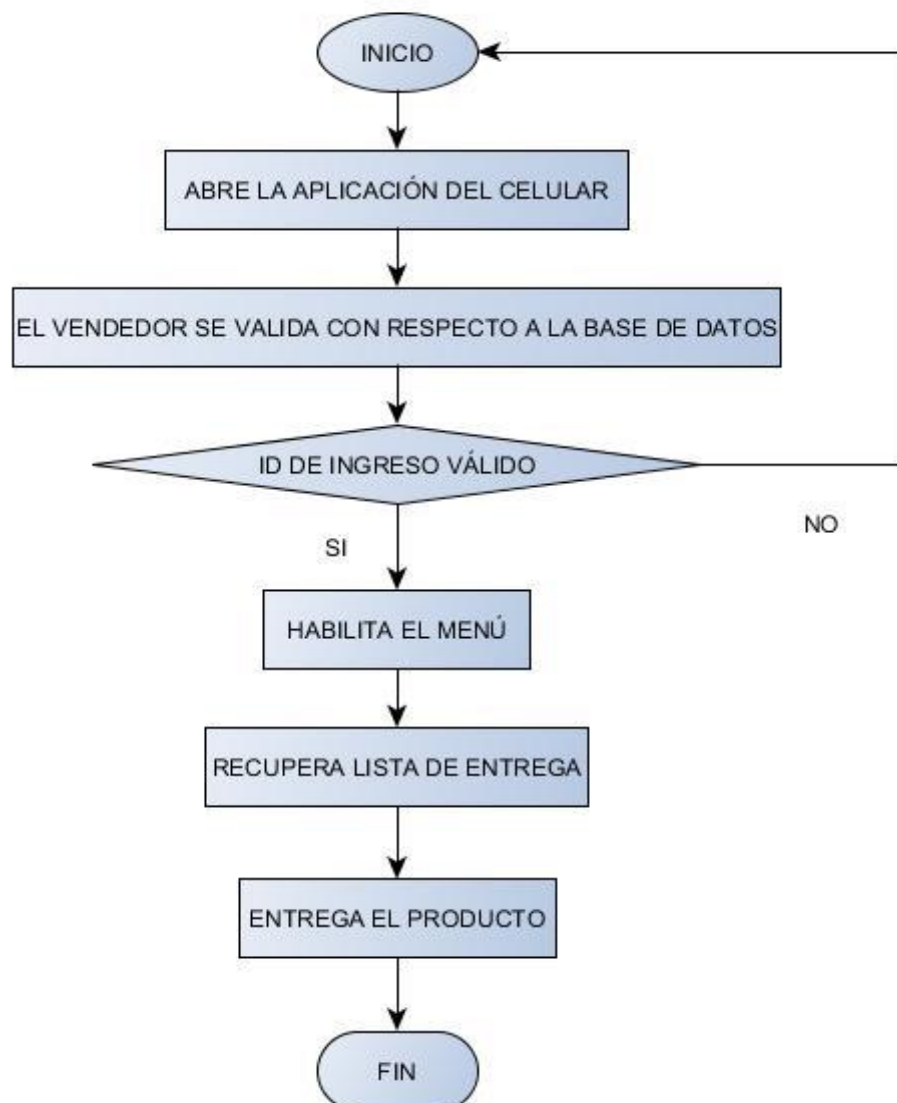 INICIO
ABRE LA APLICACIÓN DEL CELULAR
EL VENDEDOR SE VALIDA CON RESPECTO A LA BASE DE DATOS
ID DE INGRESO VÁLIDO
NO
SI
HABILITA EL MENÚ
RECUPERA LISTA DE ENTREGA
ENTREGA EL PRODUCTO
FIN